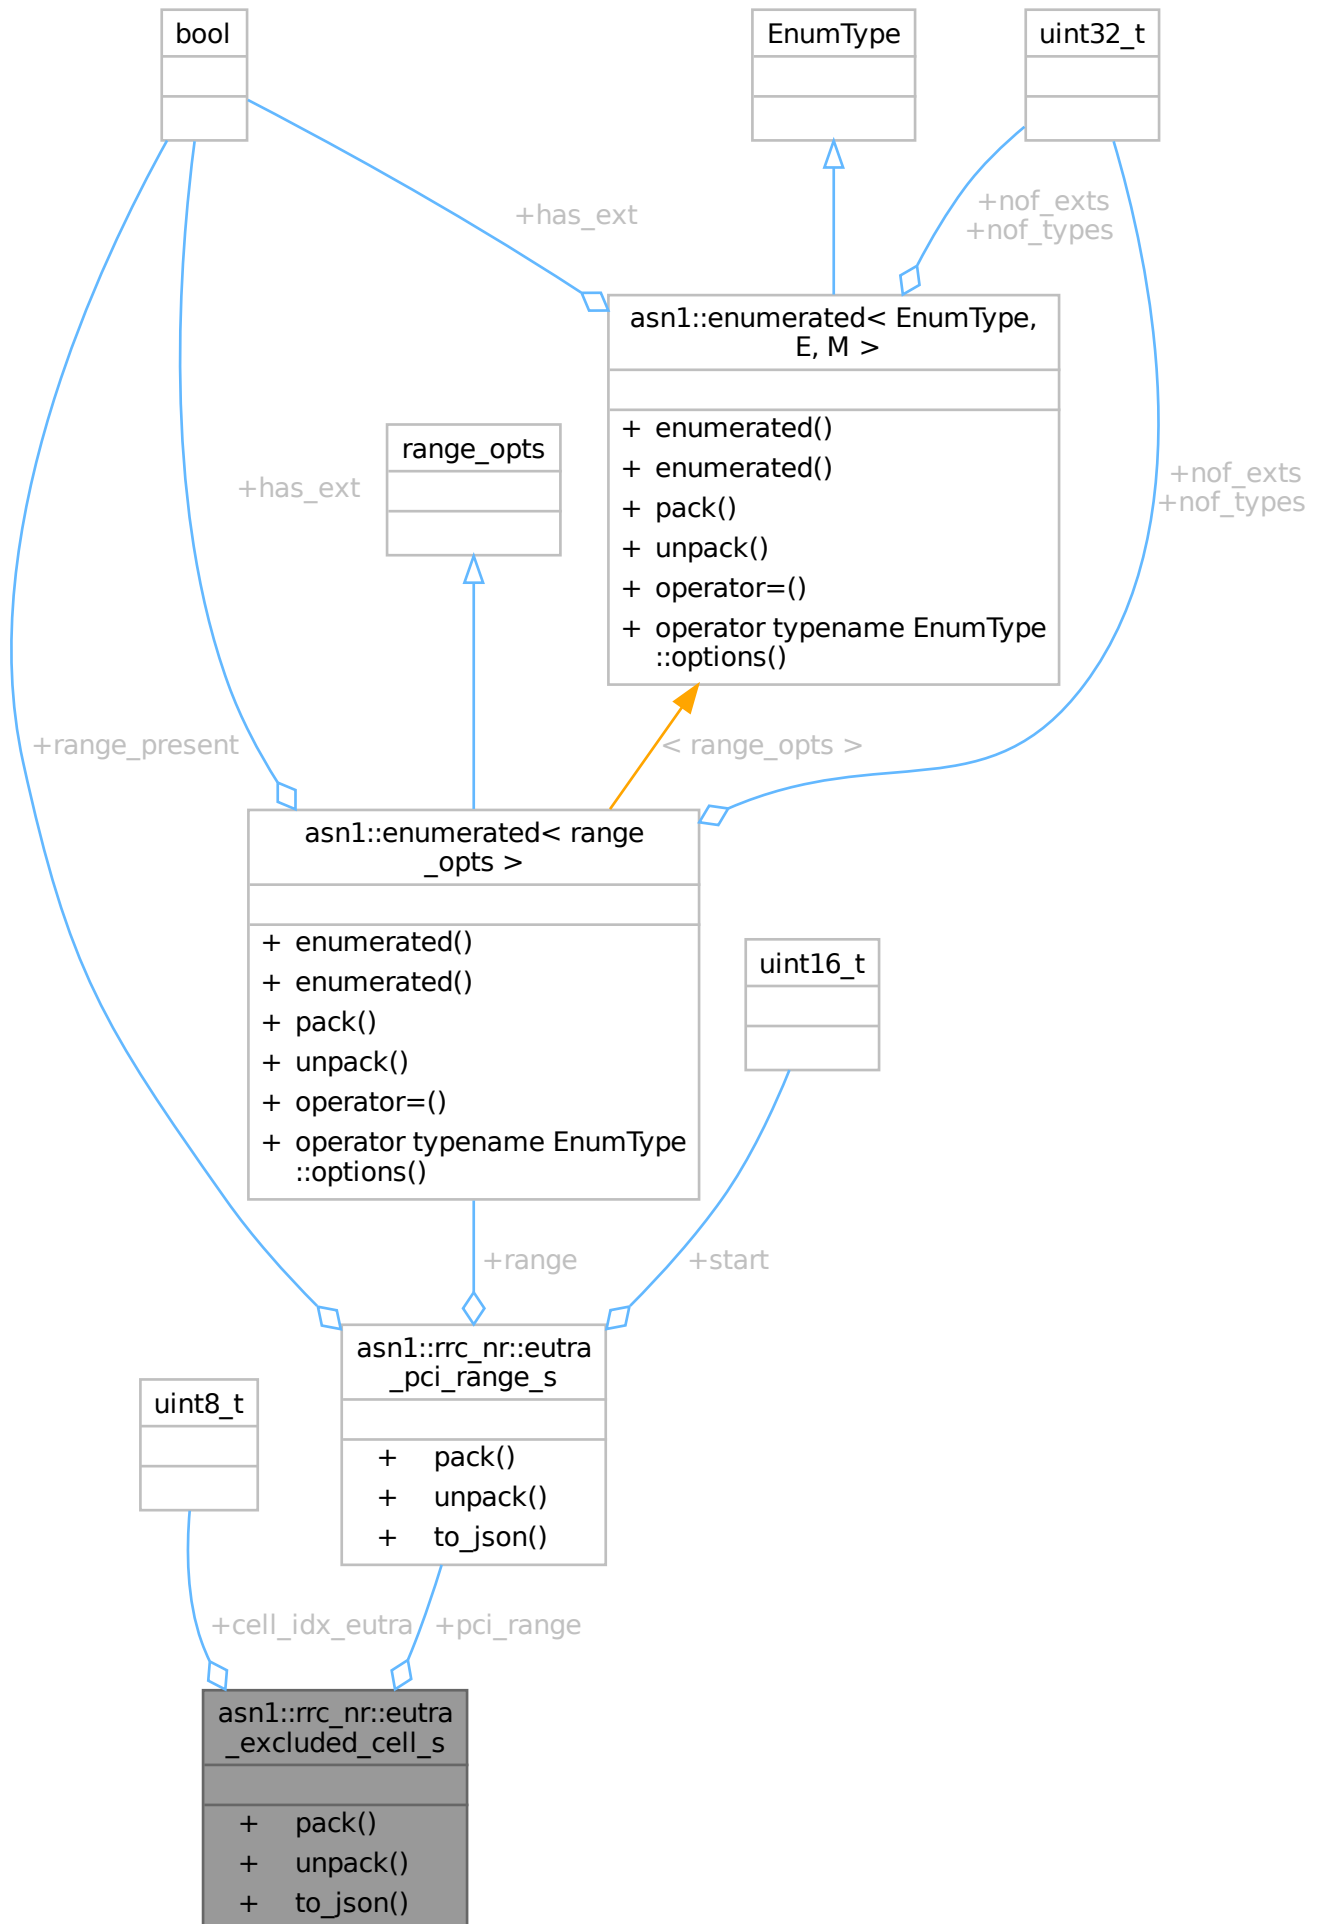 bool
EnumType
uint32_t
+has_ext
+nof_exts
+nof_types
asn1::enumerated< EnumType,
E, M >
+ enumerated()
+ enumerated()
+ pack()
+ unpack()
+ operator=()
+ operator typename EnumType
::options()
range_opts
+has_ext
+nof_exts
+nof_types
+range_present
< range_opts >
asn1::enumerated< range
_opts >
+ enumerated()
+ enumerated()
+ pack()
+ unpack()
+ operator=()
+ operator typename EnumType
::options()
uint16_t
+range
+start
asn1::rrc_nr::eutra
_pci_range_s
+ pack()
+ unpack()
+ to_json()
uint8_t
+cell_idx_eutra
+pci_range
asn1::rrc_nr::eutra
_excluded_cell_s
+ pack()
+ unpack()
+ to_json()